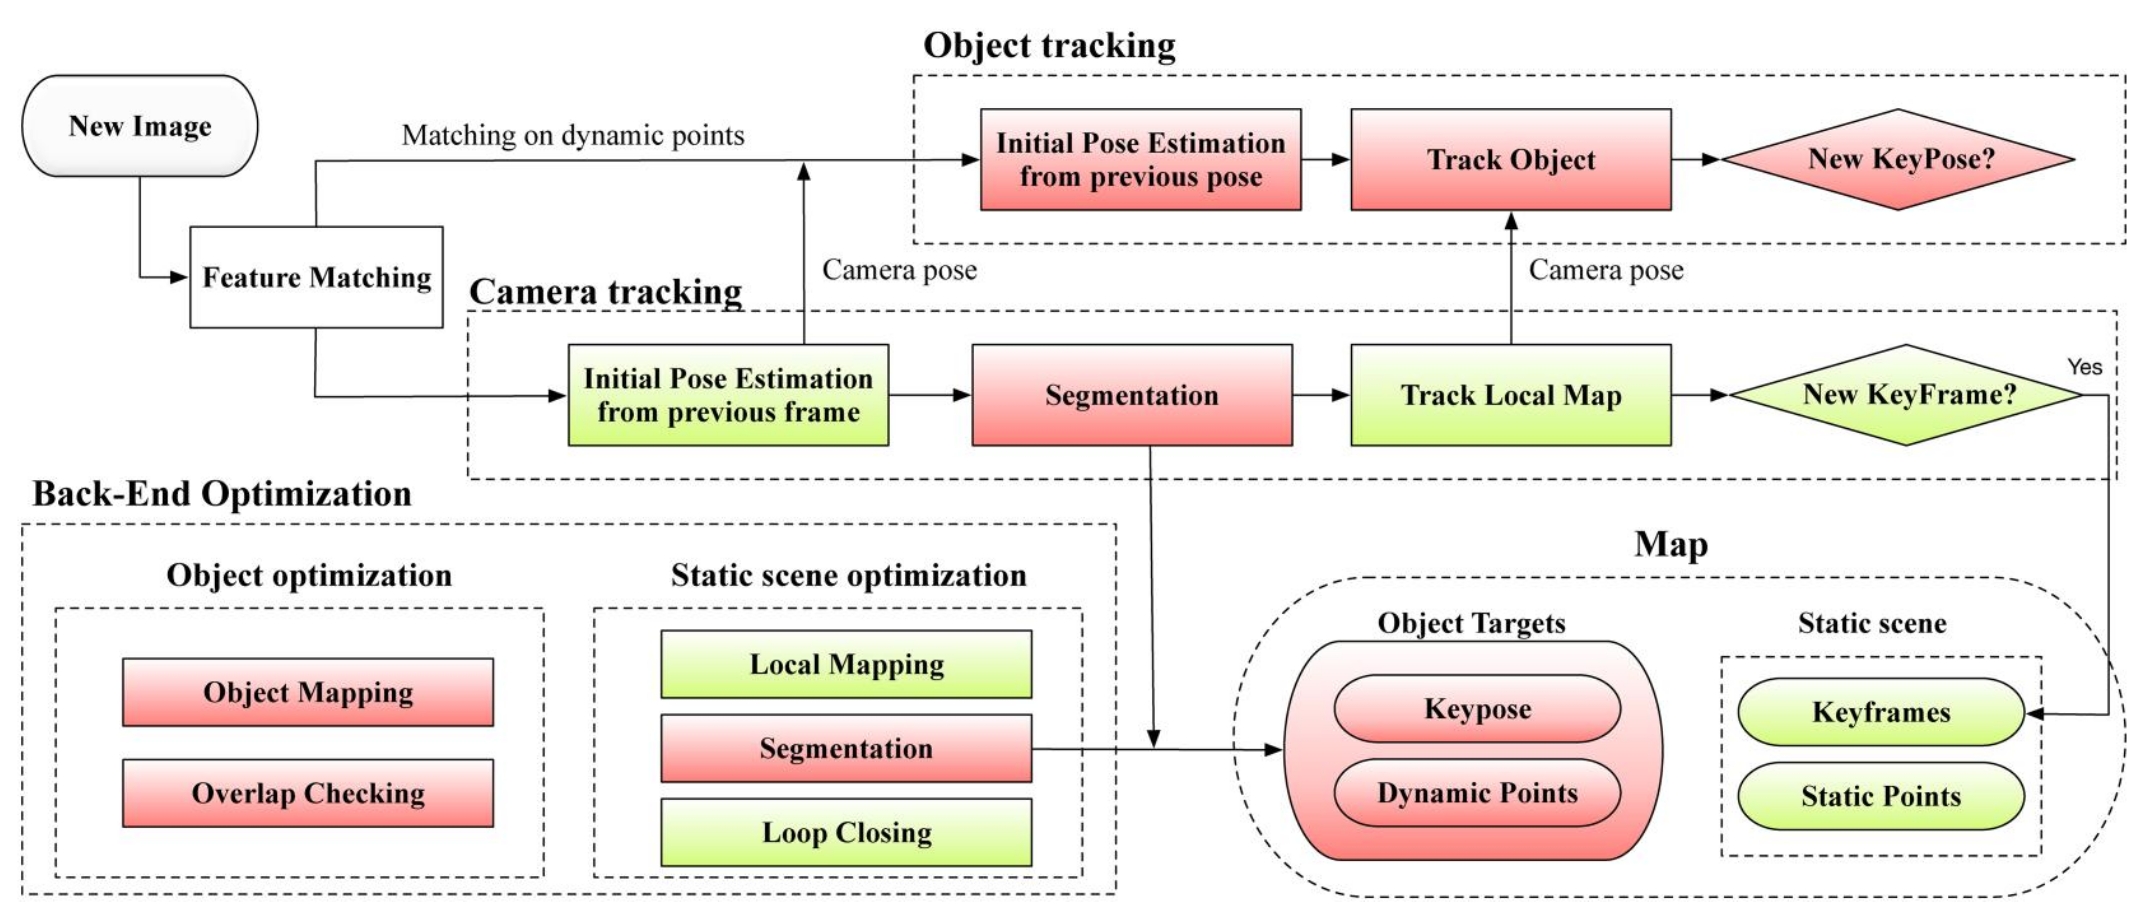 Object tracking
New Image
Matching on dynamic points
Initial Pose Estimation
from previous pose
Track Object
New KeyPose?
Feature Matching
Camera pose
Camera pose
Camera tracking
Initial Pose Estimation
from previous frame
Segmentation
Track Local Map
New KeyFrame?
Yes
Back-End Optimization
Object optimization
Object Mapping
Overlap Checking
Static scene optimization
Local Mapping
Segmentation
Loop Closing
Map
Object Targets
Keypose
Dynamic Points
Static scene
Keyframes
Static Points